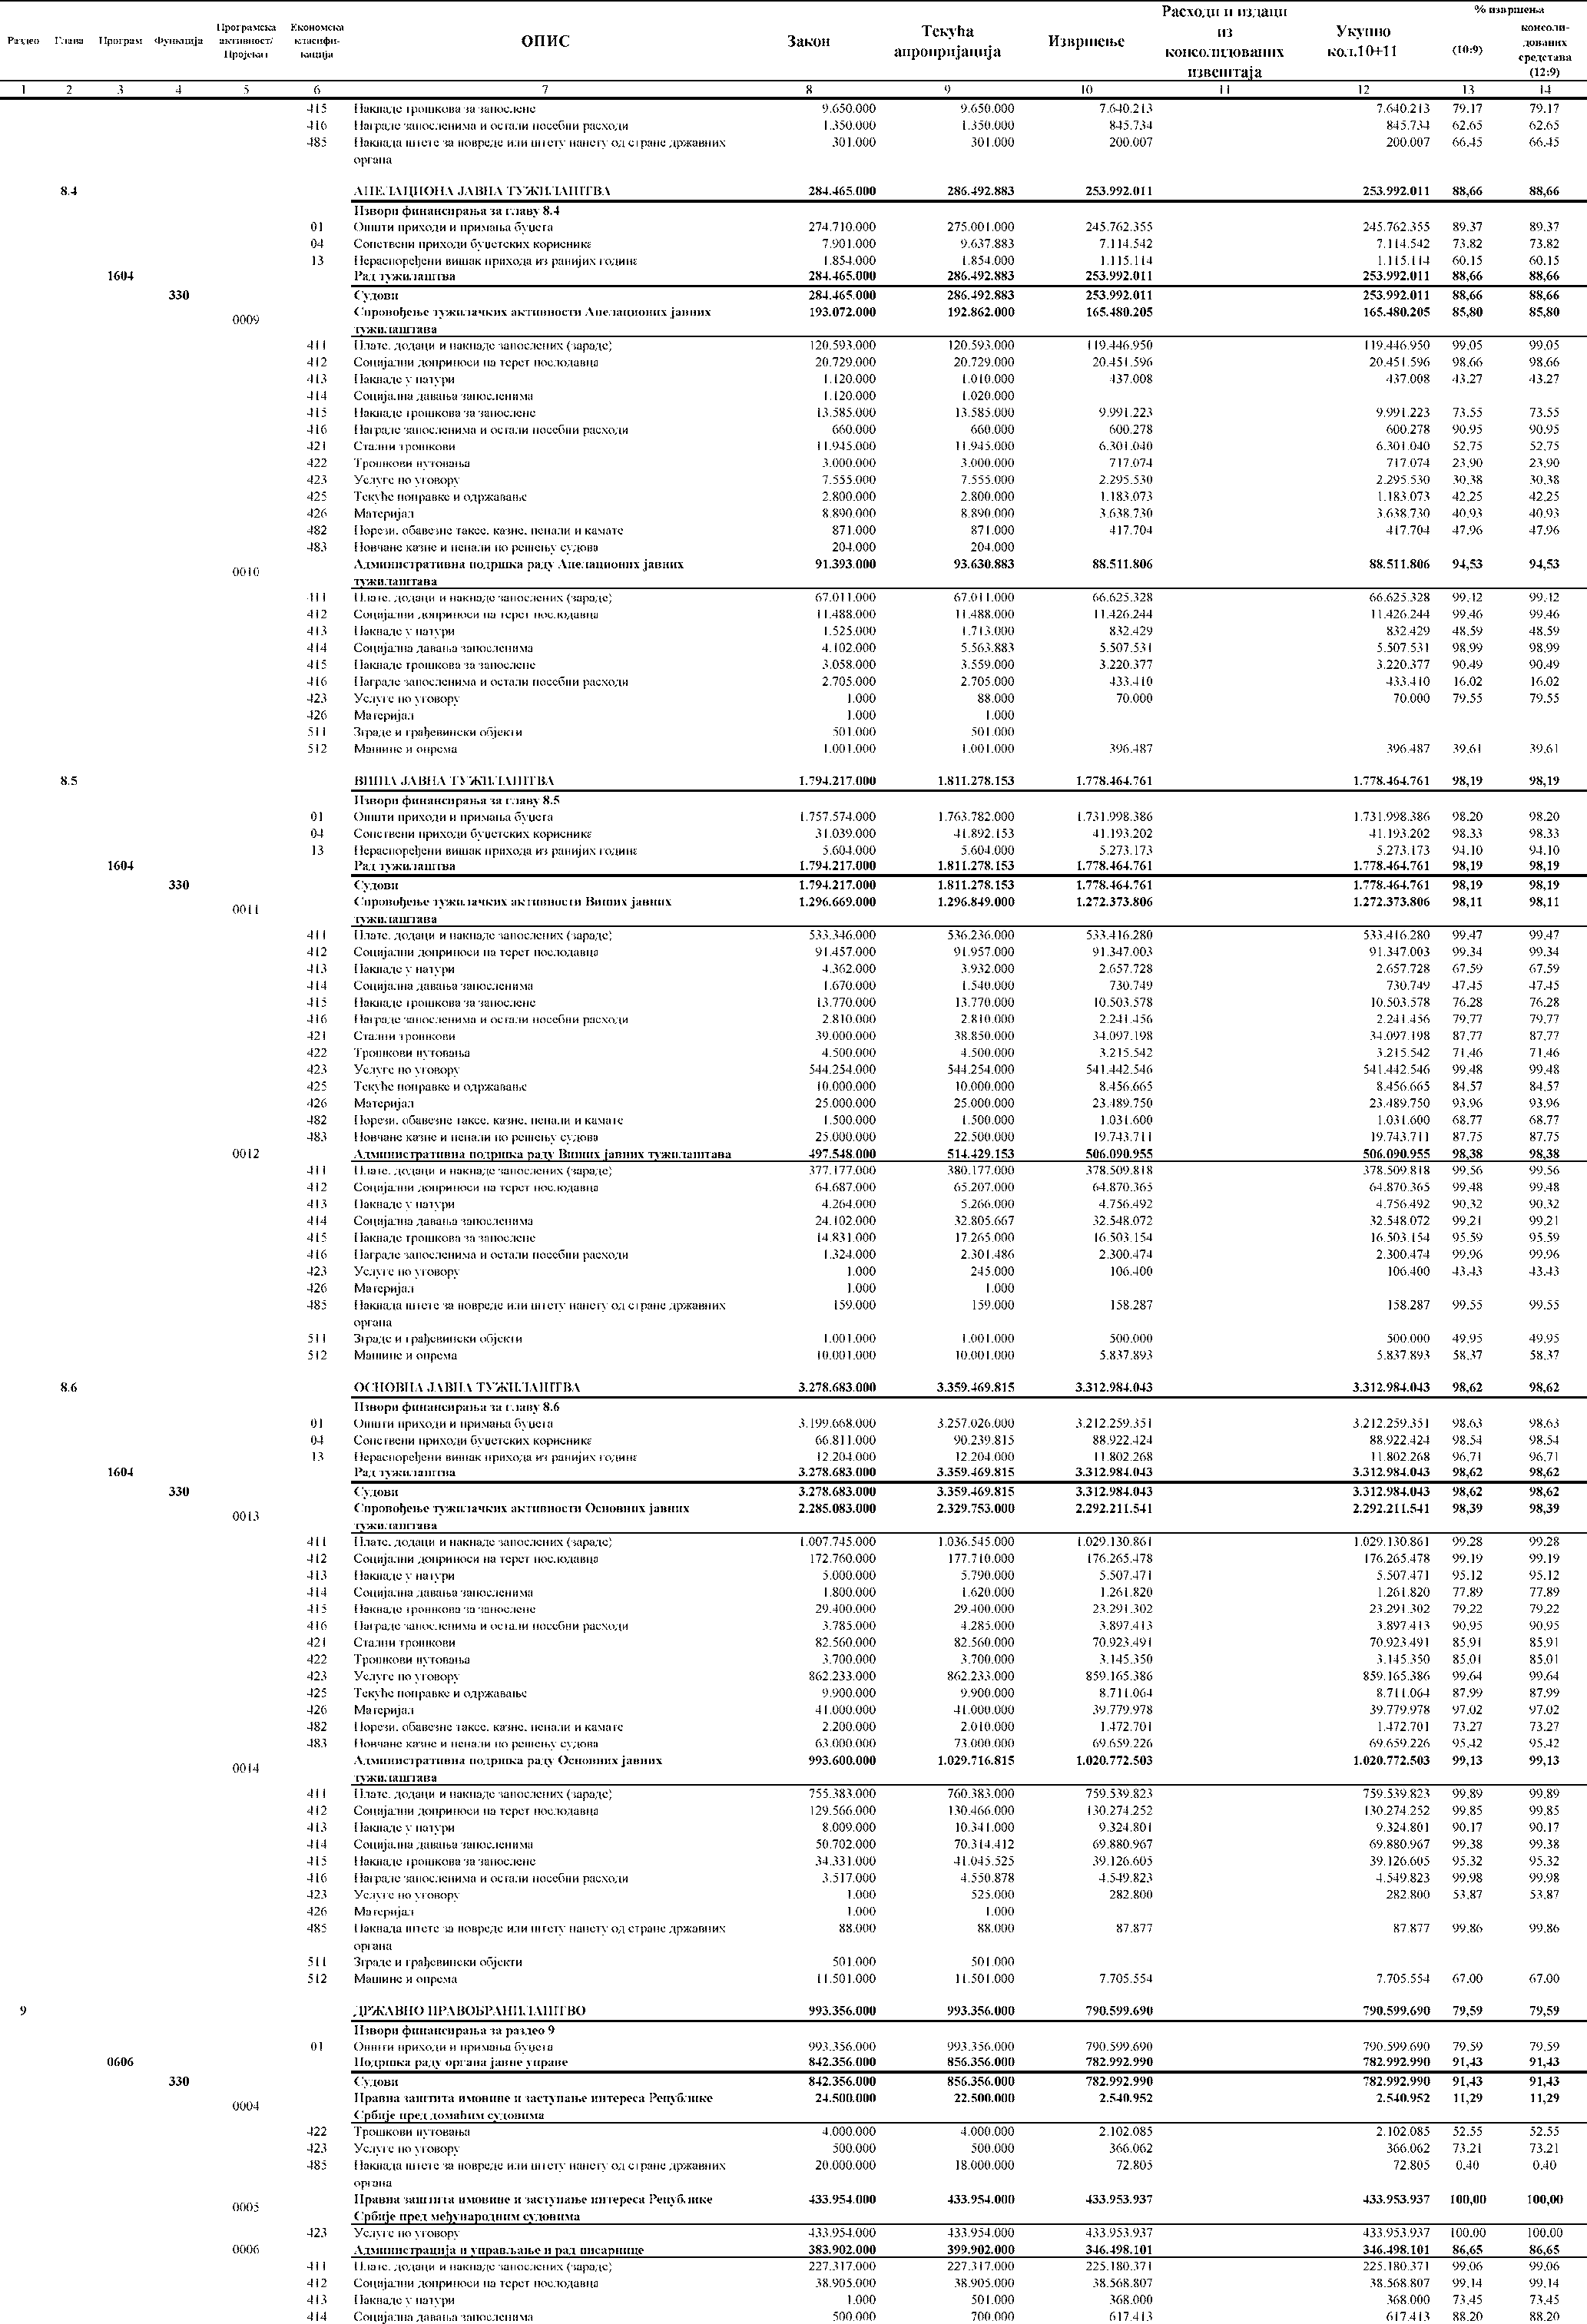 Раздео Глава Програм Функција Програмска активност/ Пројекат Економска класифи-кација ОПИС Закон Текућа апропријација Извршење Расходи и издаци из консолидованих извештаја Укупно кол.10+11 % извршења (10:9) консоли-дованих средстава (12:9)
1 2 3 4 5 6 7 8 9 10 11 12 13 14
415 Накнаде трошкова за запослене 9.650.000 9.650.000 7.640.213 7.640.213 79,17 79,17
416 Награде запосленима и остали посебни расходи 1.350.000 1.350.000 845.734 845.734 62,65 62,65
485 Накнада штете за повреде или штету нанету од стране државних 301.000 301.000 200.007 200.007 66,45 66,45
органа
8.4 АПЕЛАЦИОНА ЈАВНА ТУЖИЛАШТВА 284.465.000 286.492.883 253.992.011 253.992.011 88,66 88,66
Извори финансирања за главу 8.4
01 Општи приходи и примања буџета 274.710.000 275.001.000 245.762.355 245.762.355 89,37 89,37
04 Сопствени приходи буџетских корисника 7.901.000 9.637.883 7.114.542 7.114.542 73,82 73,82
13 Нераспоређени вишак прихода из ранијих година 1.854.000 1.854.000 1.115.114 1.115.114 60,15 60,15
1604 Рад тужилаштва 284.465.000 286.492.883 253.992.011 253.992.011 88,66 88,66
330 Судови 284.465.000 286.492.883 253.992.011 253.992.011 88,66 88,66
0009 Спровођење тужилачких активности Апелационих јавних 193.072.000 192.862.000 165.480.205 165.480.205 85,80 85,80
тужилаштава
411 Плате, додаци и накнаде запослених (зараде) 120.593.000 120.593.000 119.446.950 119.446.950 99,05 99,05
412 Социјални доприноси на терет послодавца 20.729.000 20.729.000 20.451.596 20.451.596 98,66 98,66
413 Накнаде у натури 1.120.000 1.010.000 437.008 437.008 43,27 43,27
414 Социјална давања запосленима 1.120.000 1.020.000
415 Накнаде трошкова за запослене 13.585.000 13.585.000 9.991.223 9.991.223 73,55 73,55
416 Награде запосленима и остали посебни расходи 660.000 660.000 600.278 600.278 90,95 90,95
421 Стални трошкови 11.945.000 11.945.000 6.301.040 6.301.040 52,75 52,75
422 Трошкови путовања 3.000.000 3.000.000 717.074 717.074 23,90 23,90
423 Услуге по уговору 7.555.000 7.555.000 2.295.530 2.295.530 30,38 30,38
425 Текуће поправке и одржавање 2.800.000 2.800.000 1.183.073 1.183.073 42,25 42,25
426 Материјал 8.890.000 8.890.000 3.638.730 3.638.730 40,93 40,93
482 Порези, обавезне таксе, казне, пенали и камате 871.000 871.000 417.704 417.704 47,96 47,96
483 Новчане казне и пенали по решењу судова 204.000 204.000
0010 Административна подршка раду Апелационих јавних 91.393.000 93.630.883 88.511.806 88.511.806 94,53 94,53
тужилаштава
411 Плате, додаци и накнаде запослених (зараде) 67.011.000 67.011.000 66.625.328 66.625.328 99,42 99,42
412 Социјални доприноси на терет послодавца 11.488.000 11.488.000 11.426.244 11.426.244 99,46 99,46
413 Накнаде у натури 1.525.000 1.713.000 832.429 832.429 48,59 48,59
414 Социјална давања запосленима 4.102.000 5.563.883 5.507.531 5.507.531 98,99 98,99
415 Накнаде трошкова за запослене 3.058.000 3.559.000 3.220.377 3.220.377 90,49 90,49
416 Награде запосленима и остали посебни расходи 2.705.000 2.705.000 433.410 433.410 16,02 16,02
423 Услуге по уговору 1.000 88.000 70.000 70.000 79,55 79,55
426 Материјал 1.000 1.000
511 Зграде и грађевински објекти 501.000 501.000
512 Машине и опрема 1.001.000 1.001.000 396.487 396.487 39,61 39,61
8.5 ВИША ЈАВНА ТУЖИЛАШТВА 1.794.217.000 1.811.278.153 1.778.464.761 1.778.464.761 98,19 98,19
Извори финансирања за главу 8.5
01 Општи приходи и примања буџета 1.757.574.000 1.763.782.000 1.731.998.386 1.731.998.386 98,20 98,20
04 Сопствени приходи буџетских корисника 31.039.000 41.892.153 41.193.202 41.193.202 98,33 98,33
13 Нераспоређени вишак прихода из ранијих година 5.604.000 5.604.000 5.273.173 5.273.173 94,10 94,10
1604 Рад тужилаштва 1.794.217.000 1.811.278.153 1.778.464.761 1.778.464.761 98,19 98,19
330 Судови 1.794.217.000 1.811.278.153 1.778.464.761 1.778.464.761 98,19 98,19
0011 Спровођење тужилачких активности Виших јавних 1.296.669.000 1.296.849.000 1.272.373.806 1.272.373.806 98,11 98,11
тужилаштава
411 Плате, додаци и накнаде запослених (зараде) 533.346.000 536.236.000 533.416.280 533.416.280 99,47 99,47
412 Социјални доприноси на терет послодавца 91.457.000 91.957.000 91.347.003 91.347.003 99,34 99,34
413 Накнаде у натури 4.362.000 3.932.000 2.657.728 2.657.728 67,59 67,59
414 Социјална давања запосленима 1.670.000 1.540.000 730.749 730.749 47,45 47,45
415 Накнаде трошкова за запослене 13.770.000 13.770.000 10.503.578 10.503.578 76,28 76,28
416 Награде запосленима и остали посебни расходи 2.810.000 2.810.000 2.241.456 2.241.456 79,77 79,77
421 Стални трошкови 39.000.000 38.850.000 34.097.198 34.097.198 87,77 87,77
422 Трошкови путовања 4.500.000 4.500.000 3.215.542 3.215.542 71,46 71,46
423 Услуге по уговору 544.254.000 544.254.000 541.442.546 541.442.546 99,48 99,48
425 Текуће поправке и одржавање 10.000.000 10.000.000 8.456.665 8.456.665 84,57 84,57
426 Материјал 25.000.000 25.000.000 23.489.750 23.489.750 93,96 93,96
482 Порези, обавезне таксе, казне, пенали и камате 1.500.000 1.500.000 1.031.600 1.031.600 68,77 68,77
483 Новчане казне и пенали по решењу судова 25.000.000 22.500.000 19.743.711 19.743.711 87,75 87,75
0012 Административна подршка раду Виших јавних тужилаштава 497.548.000 514.429.153 506.090.955 506.090.955 98,38 98,38
411 Плате, додаци и накнаде запослених (зараде) 377.177.000 380.177.000 378.509.818 378.509.818 99,56 99,56
412 Социјални доприноси на терет послодавца 64.687.000 65.207.000 64.870.365 64.870.365 99,48 99,48
413 Накнаде у натури 4.264.000 5.266.000 4.756.492 4.756.492 90,32 90,32
414 Социјална давања запосленима 24.102.000 32.805.667 32.548.072 32.548.072 99,21 99,21
415 Накнаде трошкова за запослене 14.831.000 17.265.000 16.503.154 16.503.154 95,59 95,59
416 Награде запосленима и остали посебни расходи 1.324.000 2.301.486 2.300.474 2.300.474 99,96 99,96
423 Услуге по уговору 1.000 245.000 106.400 106.400 43,43 43,43
426 Материјал 1.000 1.000
485 Накнада штете за повреде или штету нанету од стране државних 159.000 159.000 158.287 158.287 99,55 99,55
органа
511 Зграде и грађевински објекти 1.001.000 1.001.000 500.000 500.000 49,95 49,95
512 Машине и опрема 10.001.000 10.001.000 5.837.893 5.837.893 58,37 58,37
8.6 ОСНОВНА ЈАВНА ТУЖИЛАШТВА 3.278.683.000 3.359.469.815 3.312.984.043 3.312.984.043 98,62 98,62
Извори финансирања за главу 8.6
01 Општи приходи и примања буџета 3.199.668.000 3.257.026.000 3.212.259.351 3.212.259.351 98,63 98,63
04 Сопствени приходи буџетских корисника 66.811.000 90.239.815 88.922.424 88.922.424 98,54 98,54
13 Нераспоређени вишак прихода из ранијих година 12.204.000 12.204.000 11.802.268 11.802.268 96,71 96,71
1604 Рад тужилаштва 3.278.683.000 3.359.469.815 3.312.984.043 3.312.984.043 98,62 98,62
330 Судови 3.278.683.000 3.359.469.815 3.312.984.043 3.312.984.043 98,62 98,62
0013 Спровођење тужилачких активности Основних јавних 2.285.083.000 2.329.753.000 2.292.211.541 2.292.211.541 98,39 98,39
тужилаштава
411 Плате, додаци и накнаде запослених (зараде) 1.007.745.000 1.036.545.000 1.029.130.861 1.029.130.861 99,28 99,28
412 Социјални доприноси на терет послодавца 172.760.000 177.710.000 176.265.478 176.265.478 99,19 99,19
413 Накнаде у натури 5.000.000 5.790.000 5.507.471 5.507.471 95,12 95,12
414 Социјална давања запосленима 1.800.000 1.620.000 1.261.820 1.261.820 77,89 77,89
415 Накнаде трошкова за запослене 29.400.000 29.400.000 23.291.302 23.291.302 79,22 79,22
416 Награде запосленима и остали посебни расходи 3.785.000 4.285.000 3.897.413 3.897.413 90,95 90,95
421 Стални трошкови 82.560.000 82.560.000 70.923.491 70.923.491 85,91 85,91
422 Трошкови путовања 3.700.000 3.700.000 3.145.350 3.145.350 85,01 85,01
423 Услуге по уговору 862.233.000 862.233.000 859.165.386 859.165.386 99,64 99,64
425 Текуће поправке и одржавање 9.900.000 9.900.000 8.711.064 8.711.064 87,99 87,99
426 Материјал 41.000.000 41.000.000 39.779.978 39.779.978 97,02 97,02
482 Порези, обавезне таксе, казне, пенали и камате 2.200.000 2.010.000 1.472.701 1.472.701 73,27 73,27
483 Новчане казне и пенали по решењу судова 63.000.000 73.000.000 69.659.226 69.659.226 95,42 95,42
0014 Административна подршка раду Основних јавних 993.600.000 1.029.716.815 1.020.772.503 1.020.772.503 99,13 99,13
тужилаштава
411 Плате, додаци и накнаде запослених (зараде) 755.383.000 760.383.000 759.539.823 759.539.823 99,89 99,89
412 Социјални доприноси на терет послодавца 129.566.000 130.466.000 130.274.252 130.274.252 99,85 99,85
413 Накнаде у натури 8.009.000 10.341.000 9.324.801 9.324.801 90,17 90,17
414 Социјална давања запосленима 50.702.000 70.314.412 69.880.967 69.880.967 99,38 99,38
415 Накнаде трошкова за запослене 34.331.000 41.045.525 39.126.605 39.126.605 95,32 95,32
416 Награде запосленима и остали посебни расходи 3.517.000 4.550.878 4.549.823 4.549.823 99,98 99,98
423 Услуге по уговору 1.000 525.000 282.800 282.800 53,87 53,87
426 Материјал 1.000 1.000
485 Накнада штете за повреде или штету нанету од стране државних 88.000 88.000 87.877 87.877 99,86 99,86
органа
511 Зграде и грађевински објекти 501.000 501.000
512 Машине и опрема 11.501.000 11.501.000 7.705.554 7.705.554 67,00 67,00
9 ДРЖАВНО ПРАВОБРАНИЛАШТВО 993.356.000 993.356.000 790.599.690 790.599.690 79,59 79,59
Извори финансирања за раздео 9
01 Општи приходи и примања буџета 993.356.000 993.356.000 790.599.690 790.599.690 79,59 79,59
0606 Подршка раду органа јавне управе 842.356.000 856.356.000 782.992.990 782.992.990 91,43 91,43
330 Судови 842.356.000 856.356.000 782.992.990 782.992.990 91,43 91,43
0004 Правна заштита имовине и заступање интереса Републике 24.500.000 22.500.000 2.540.952 2.540.952 11,29 11,29
Србије пред домаћим судовима
422 Трошкови путовања 4.000.000 4.000.000 2.102.085 2.102.085 52,55 52,55
423 Услуге по уговору 500.000 500.000 366.062 366.062 73,21 73,21
485 Накнада штете за повреде или штету нанету од стране државних 20.000.000 18.000.000 72.805 72.805 0,40 0,40
органа
0005 Правна заштита имовине и заступање интереса Републике 433.954.000 433.954.000 433.953.937 433.953.937 100,00 100,00
Србије пред међународним судовима
423 Услуге по уговору 433.954.000 433.954.000 433.953.937 433.953.937 100,00 100,00
0006 Администрација и управљање и рад писарнице 383.902.000 399.902.000 346.498.101 346.498.101 86,65 86,65
411 Плате, додаци и накнаде запослених (зараде) 227.317.000 227.317.000 225.180.371 225.180.371 99,06 99,06
412 Социјални доприноси на терет послодавца 38.905.000 38.905.000 38.568.807 38.568.807 99,14 99,14
413 Накнаде у натури 1.000 501.000 368.000 368.000 73,45 73,45
414 Социјална давања запосленима 500.000 700.000 617.413 617.413 88,20 88,20